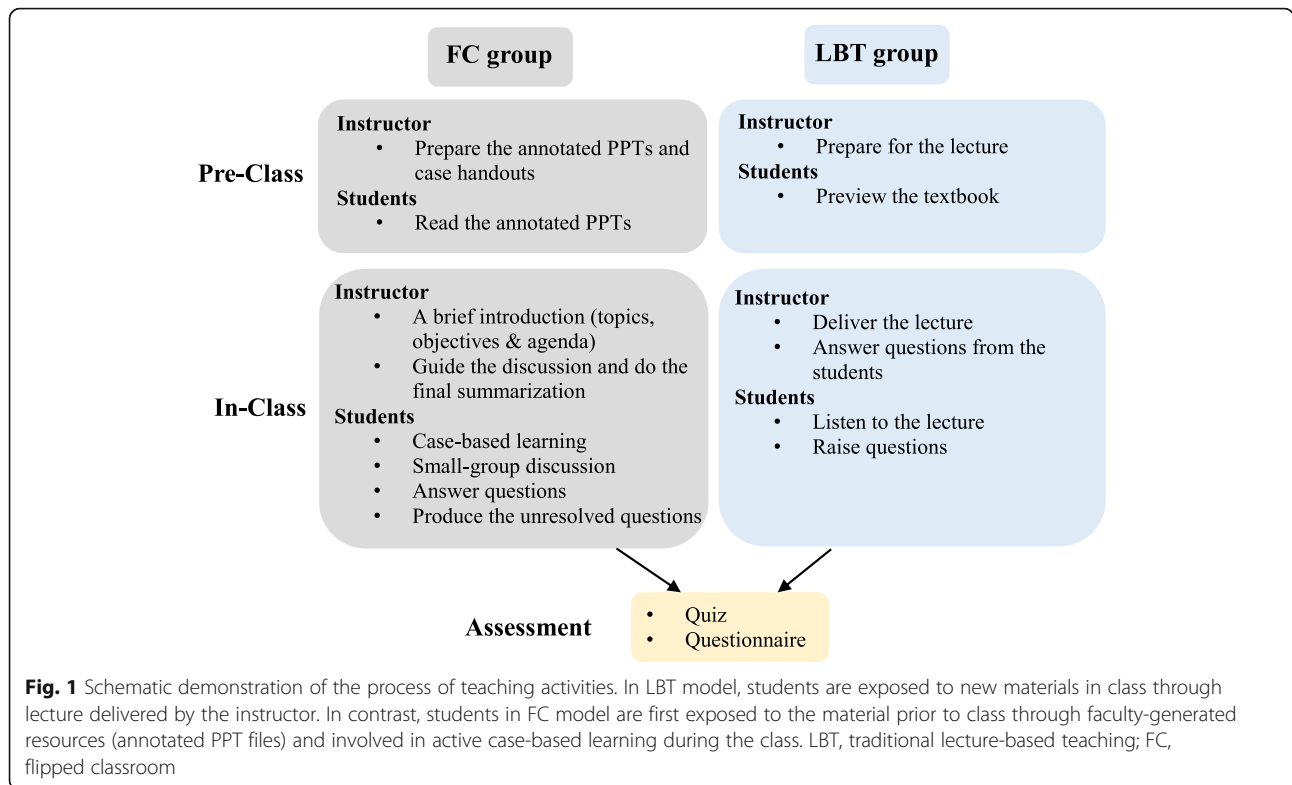 FC group
LBT group
Pre-Class
Instructor
• Prepare the annotated PPTs and
case handouts
Students
• Read the annotated PPTs
Instructor
• Prepare for the lecture
Students
• Preview the textbook
In-Class
Instructor
• A brief introduction (topics,
objectives & agenda)
• Guide the discussion and do the
final summarization
Students
• Case-based learning
• Small-group discussion
• Answer questions
• Produce the unresolved questions
Instructor
• Deliver the lecture
• Answer questions from the
students
Students
• Listen to the lecture
• Raise questions
Assessment
• Quiz
• Questionnaire
Fig. 1 Schematic demonstration of the process of teaching activities. In LBT model, students are exposed to new materials in class through
lecture delivered by the instructor. In contrast, students in FC model are first exposed to the material prior to class through faculty-generated
resources (annotated PPT files) and involved in active case-based learning during the class. LBT, traditional lecture-based teaching; FC,
flipped classroom